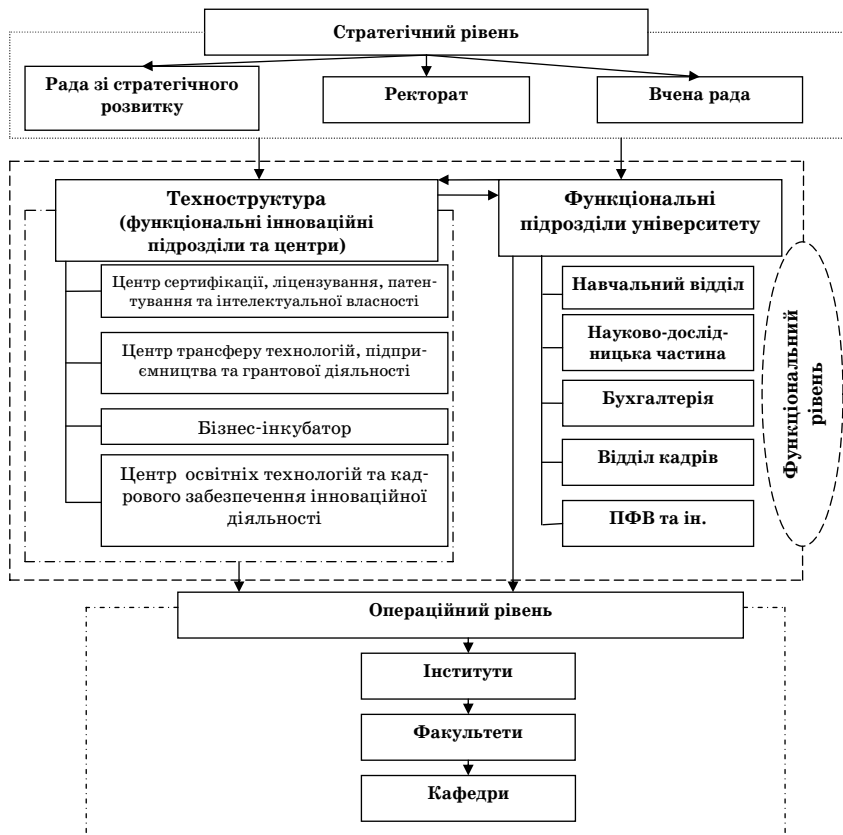 Стратегічний рівень
Рада зі стратегічного
розвитку
Ректорат
Вчена рада
Техноструктура
(функціональні інноваційні
підрозділи та центри)
Функціональні
підрозділи університету
Центр сертифікації, ліцензування, патен-
тування та інтелектуальної власності
Центр трансферу технологій, підпри-
ємництва та грантової діяльності
Бізнес-інкубатор
Центр освітніх технологій та кад-
рового забезпечення інноваційної
діяльності
Навчальний відділ
Науково-дослід-
ницька частина
Бухгалтерія
Відділ кадрів
ПФВ та ін.
Функціональний
рівень
Операційний рівень
Інститути
Факультети
Кафедри